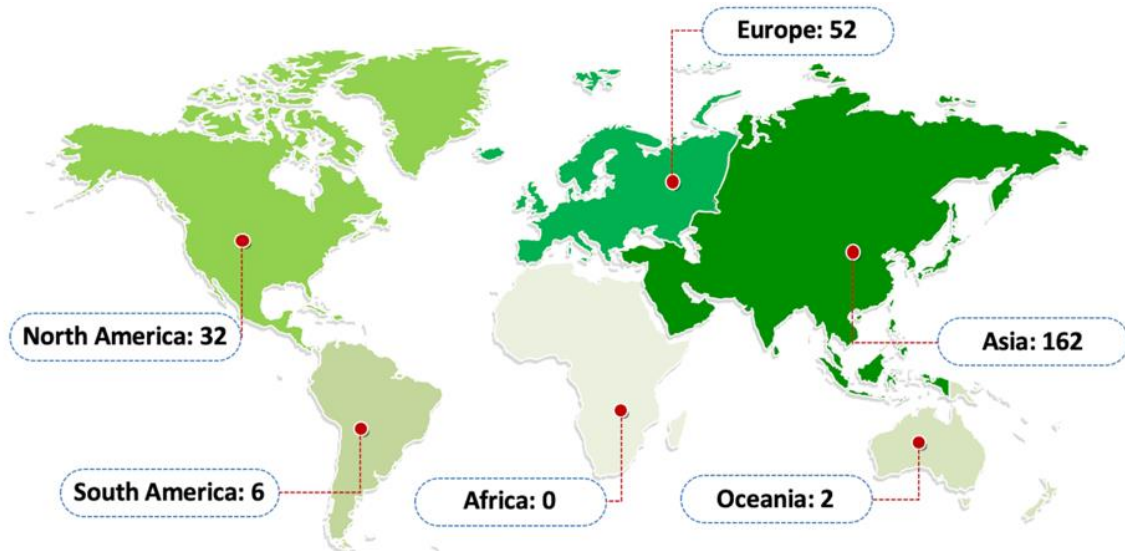 Europe: 52
North America: 32
Asia: 162
South America: 6
Africa: 0
Oceania: 2